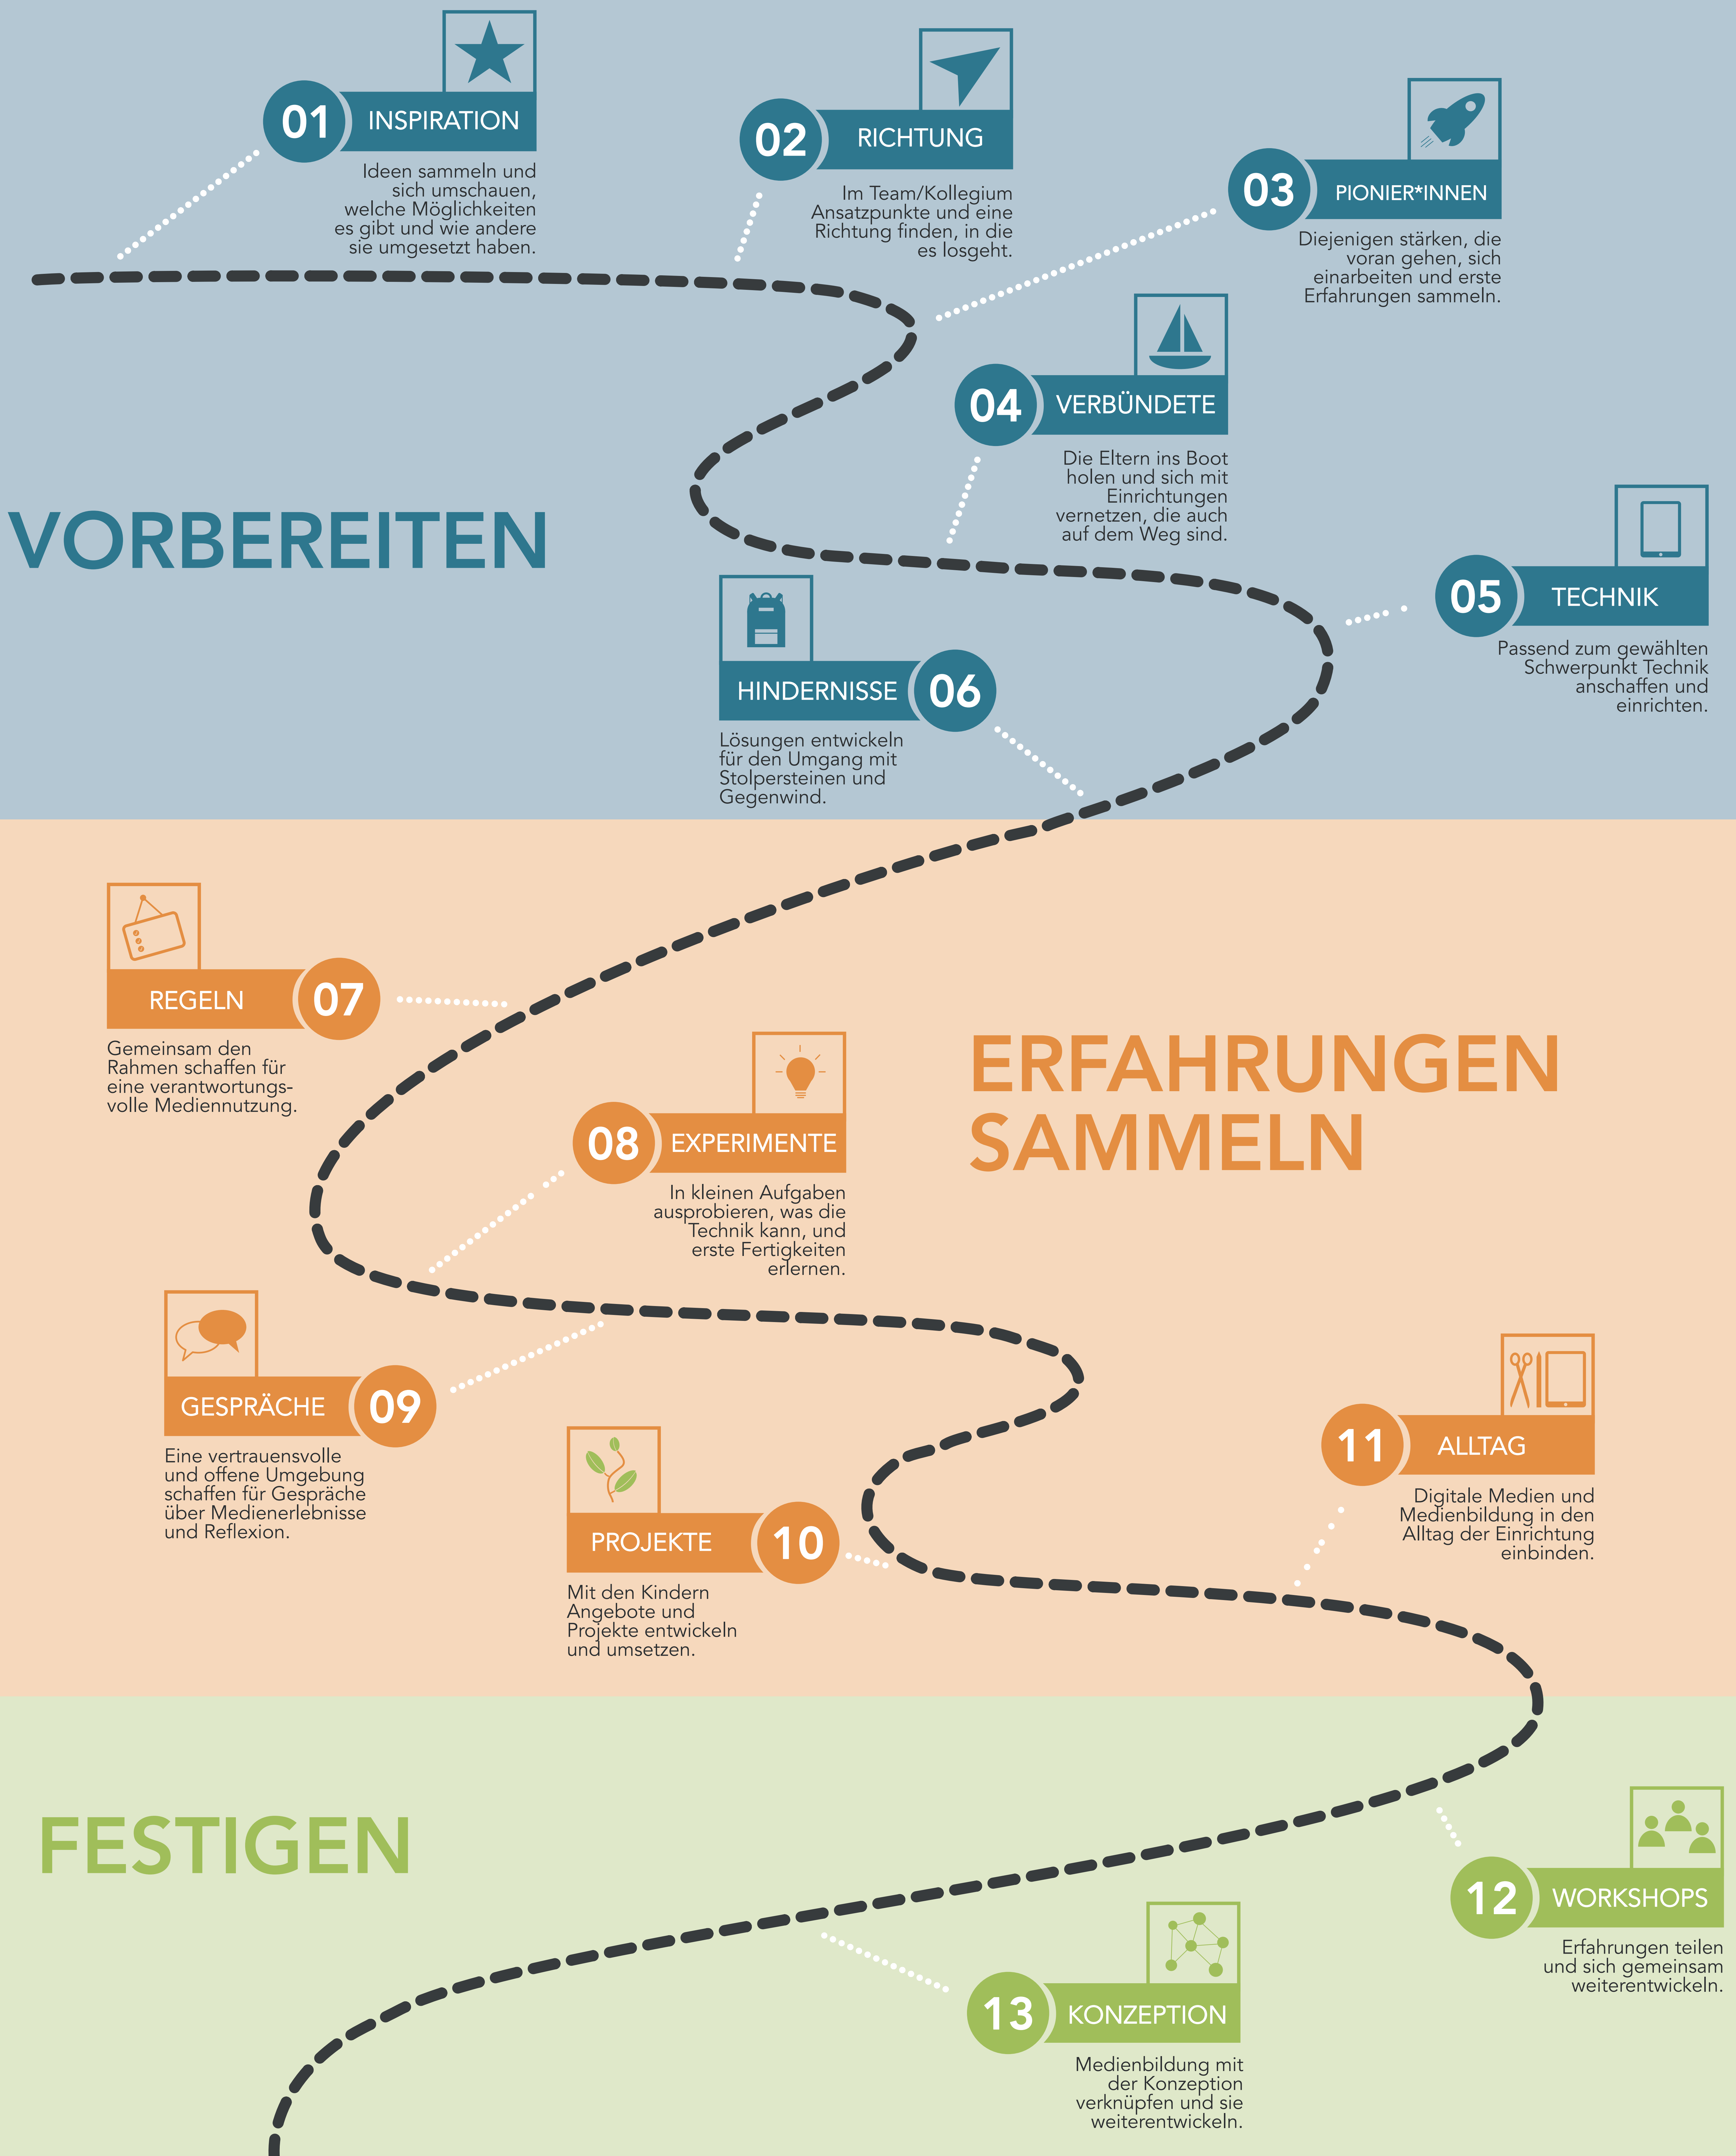 01
INSPIRATION
Ideen sammeln und
sich umschauen,
welche Möglichkeiten
es gibt und wie andere
sie umgesetzt haben.
02
RICHTUNG
Im Team/Kollegium
Ansatzpunkte und eine
Richtung finden, in die
es losgeht.
03
PIONIER*INNEN
Diejenigen stärken, die
voran gehen, sich
einarbeiten und erste
Erfahrungen sammeln.
04
VERBÜNDETE
Die Eltern ins Boot
holen und sich mit
Einrichtungen
vernetzen, die auch
auf dem Weg sind.
VORBEREITEN
05
TECHNIK
Passend zum gewählten
Schwerpunkt Technik
anschaffen und
einrichten.
HINDERNISSE
06
Lösungen entwickeln
für den Umgang mit
Stolpersteinen und
Gegenwind.
REGELN
07
Gemeinsam den
Rahmen schaffen für
eine verantwortungs-
volle Mediennutzung.
ERFAHRUNGEN
SAMMELN
08
EXPERIMENTE
In kleinen Aufgaben
ausprobieren, was die
Technik kann, und
erste Fertigkeiten
erlernen.
GESPRÄCHE
09
Eine vertrauensvolle
und offene Umgebung
schaffen für Gespräche
über Medienerlebnisse
und Reflexion.
PROJEKTE
10
Mit den Kindern
Angebote und
Projekte entwickeln
und umsetzen.
11
ALLTAG
Digitale Medien und
Medienbildung in den
Alltag der Einrichtung
einbinden.
FESTIGEN
12
WORKSHOPS
Erfahrungen teilen
und sich gemeinsam
weiterentwickeln.
13
KONZEPTION
Medienbildung mit
der Konzeption
verknüpfen und sie
weiterentwickeln.